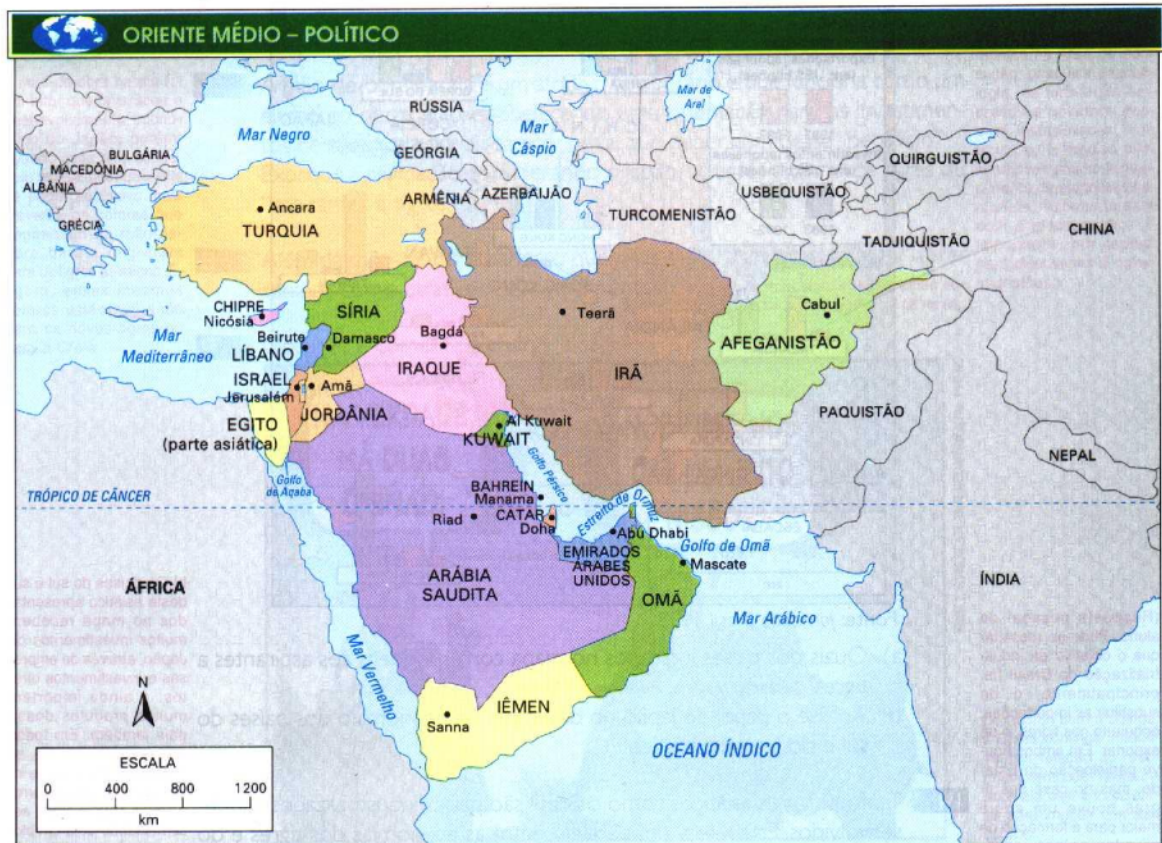 ORIENTE MÉDIO – POLÍTICO
RÚSSIA
Mar de
Aral
Mar Negro
Mar
Cáspio
BULGÁRIA
MACEDÔNIA
ALBÂNIA
GRÉCIA
GEÓRGIA
ARMÊNIA
AZERBAIJÃO
QUIRGUISTÃO
USBEQUISTÃO
TURCOMENISTÃO
TADJIQUISTÃO
CHINA
Ancara
TURQUIA
CHIPRE
Nicósia
SÍRIA
Teerã
Cabul
Mar
Mediterrâneo
Beirute
LÍBANO
Damasco
Bagdá
IRAQUE
IRÃ
AFEGANISTÃO
ISRAEL
Jerusalém
Amã
JORDÂNIA
EGITO
(parte asiática)
PAQUISTÃO
Al Kuwait
KUWAIT
NEPAL
Golfo
de Aqaba
Golfo Pérsico
TRÓPICO DE CÂNCER
BAHREIN
Manama
Riad
CATAR
Doha
Estreito de Ormuz
Abu Dhabi
Golfo de Omã
EMIRADOS
ÁRABES
UNIDOS
Mascate
ÁFRICA
ARÁBIA
SAUDITA
OMÃ
Mar Arábico
ÍNDIA
Mar Vermelho
IÊMEN
Sanna
OCEANO ÍNDICO
N
ESCALA
0 400 800 1200
km